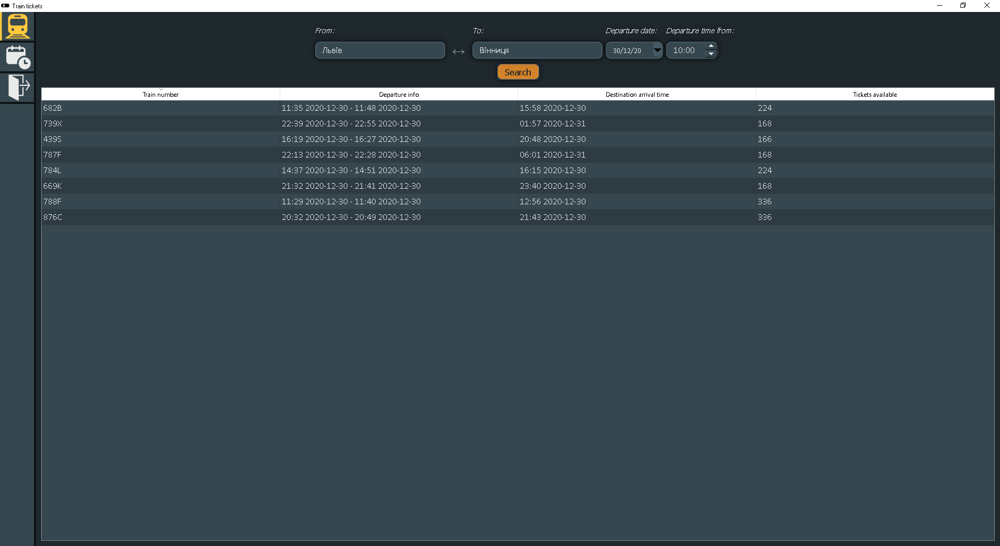 Train tickets
From: To: Departure date: Departure time from:
Львів Вінниця 30/12/20 10:00
Search
Train number Departure info Destination arrival time Tickets available
682B 11:35 2020-12-30 - 11:48 2020-12-30 15:58 2020-12-30 224
739X 22:39 2020-12-30 - 22:55 2020-12-30 01:57 2020-12-31 168
439S 16:19 2020-12-30 - 16:27 2020-12-30 20:48 2020-12-30 166
787F 22:13 2020-12-30 - 22:28 2020-12-30 06:01 2020-12-31 168
784L 14:37 2020-12-30 - 14:51 2020-12-30 16:15 2020-12-30 224
669K 21:32 2020-12-30 - 21:41 2020-12-30 23:40 2020-12-30 168
788F 11:29 2020-12-30 - 11:40 2020-12-30 12:56 2020-12-30 336
876C 20:32 2020-12-30 - 20:49 2020-12-30 21:43 2020-12-30 336